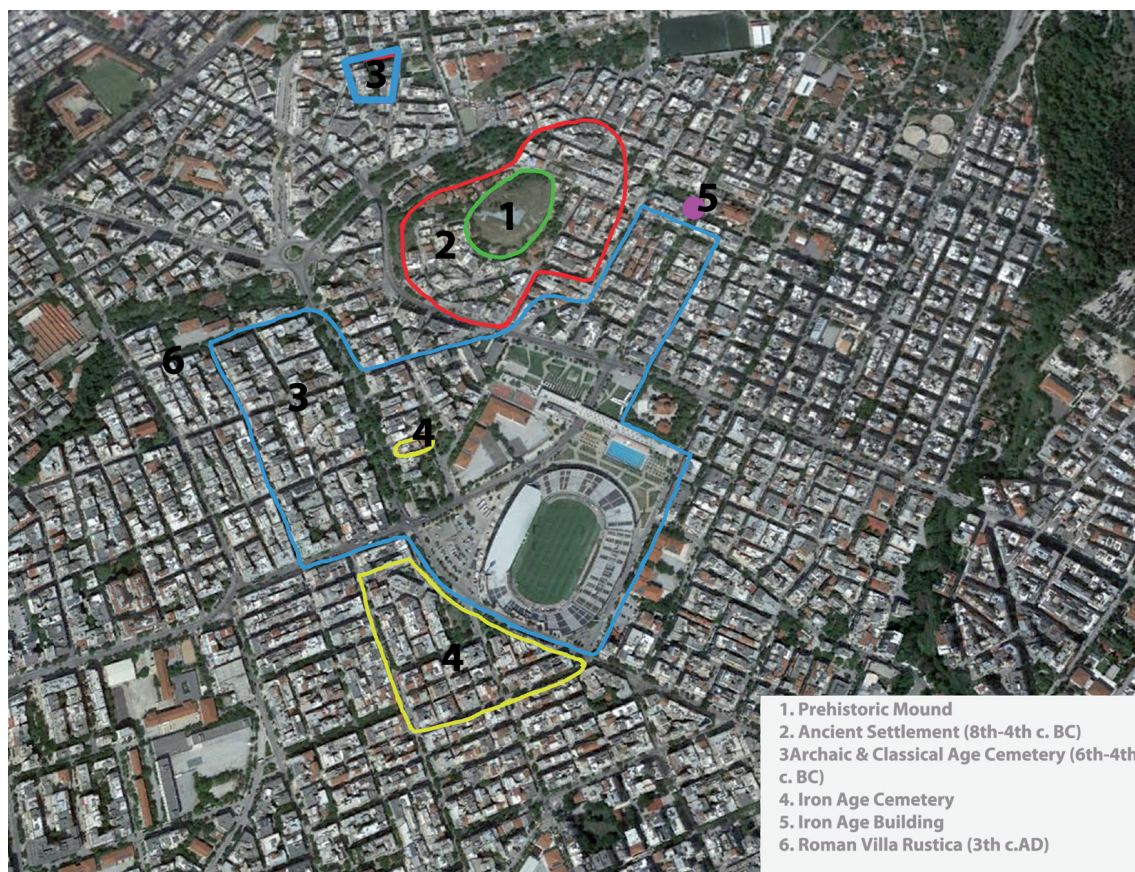 3
1
5
2
6
3
4
4
1. Prehistoric Mound
2. Ancient Settlement (8th-4th c. BC)
3Archaic & Classical Age Cemetery (6th-4th
c. BC)
4. Iron Age Cemetery
5. Iron Age Building
6. Roman Villa Rustica (3th c.AD)